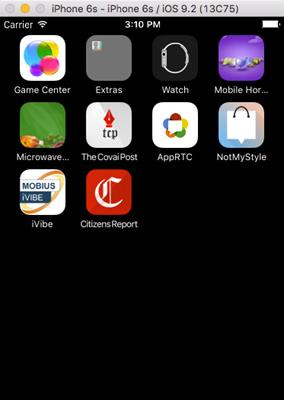 iPhone 6s - iPhone 6s / iOS 9.2 (13C75)
Carrier 3:10 PM
Game Center Extras Watch Mobile Hor...
tcp
Microwave... The Covai Post AppRTC NotMyStyle
MOBIUS
iVIBE
C
iVibe Citizens Report